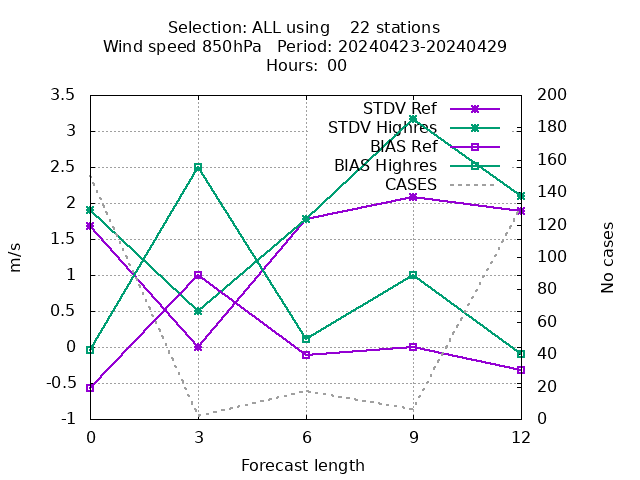 Selection: ALL using 22 stations
Wind speed 850hPa Period: 20240423-20240429
Hours: 00
3.5
3
2.5
2
1.5
1
0.5
0
-0.5
-1
m/s
STDV Ref
STDV Highres
BIAS Ref
BIAS Highres
CASES
200
180
160
140
120
100
80
60
40
20
0
No cases
0 3 6 9 12
Forecast length